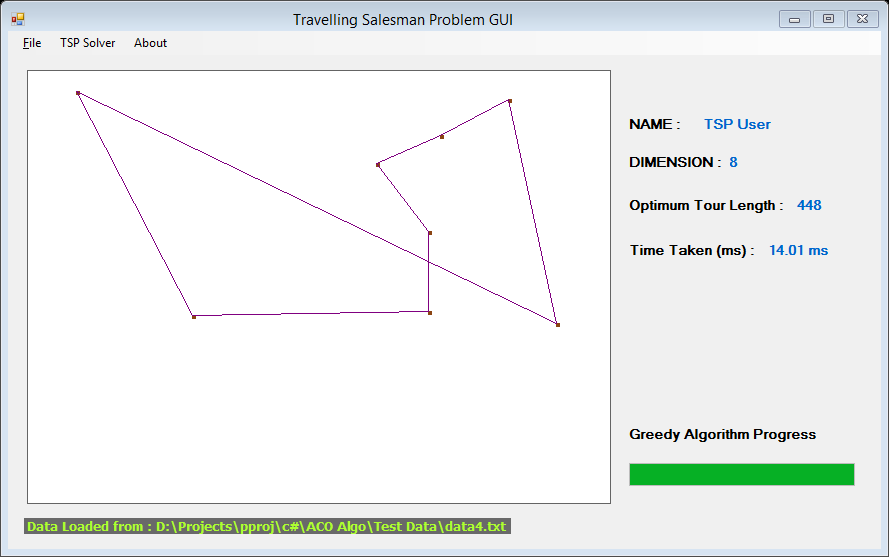 Travelling Salesman Problem GUI
File TSP Solver About
NAME : TSP User
DIMENSION : 8
Optimum Tour Length : 448
Time Taken (ms) : 14.01 ms
Greedy Algorithm Progress
Data Loaded from : D:\Projects\pproj\c#\ACO Algo\Test Data\data4.txt